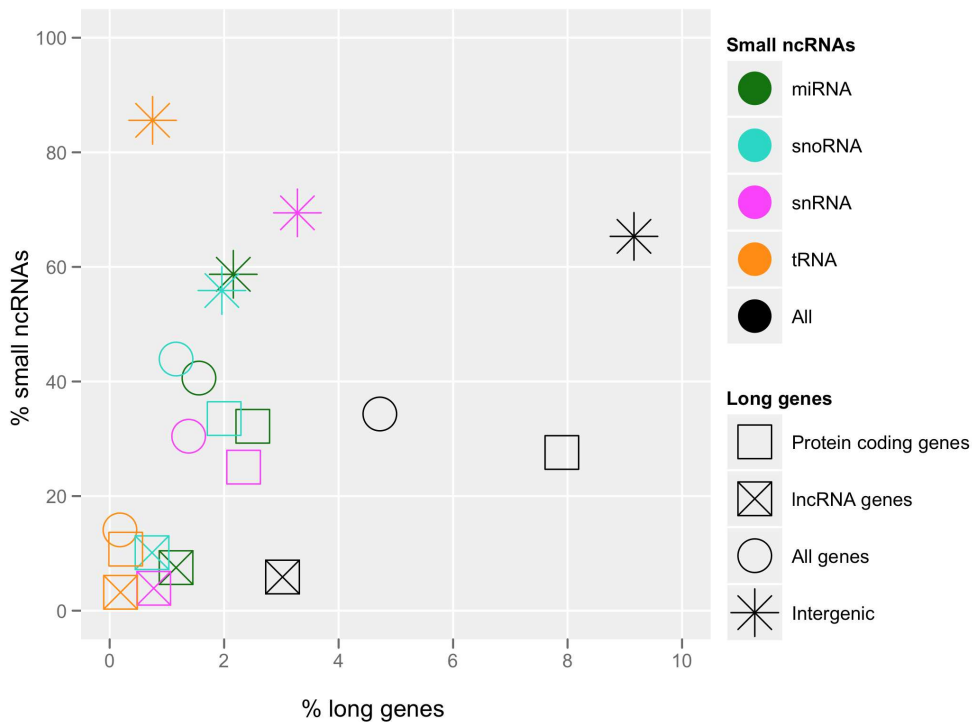 100
80
60
40
20
0
% small ncRNAs
0 2 4 6 8 10
% long genes
Small ncRNAs
miRNA
snoRNA
snRNA
tRNA
All
Long genes
Protein coding genes
lncRNA genes
All genes
Intergenic